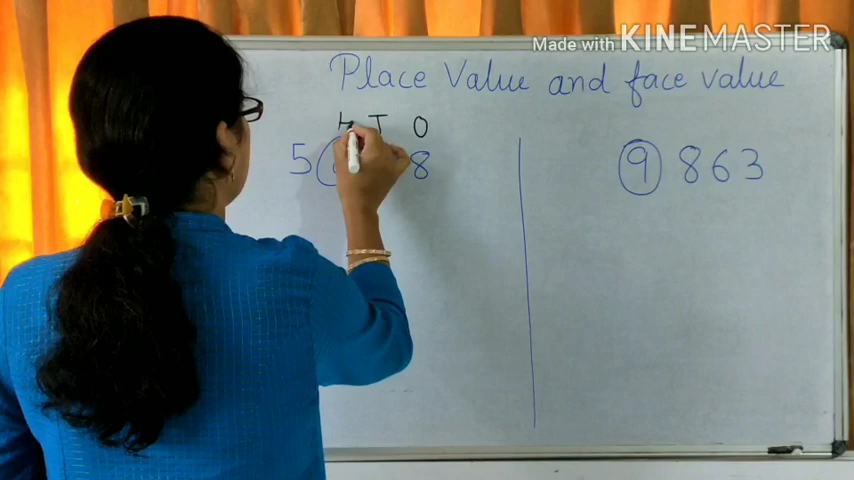 Made with KINEMASTER
Place Value and face value
H T O
5 8
9 8 6 3